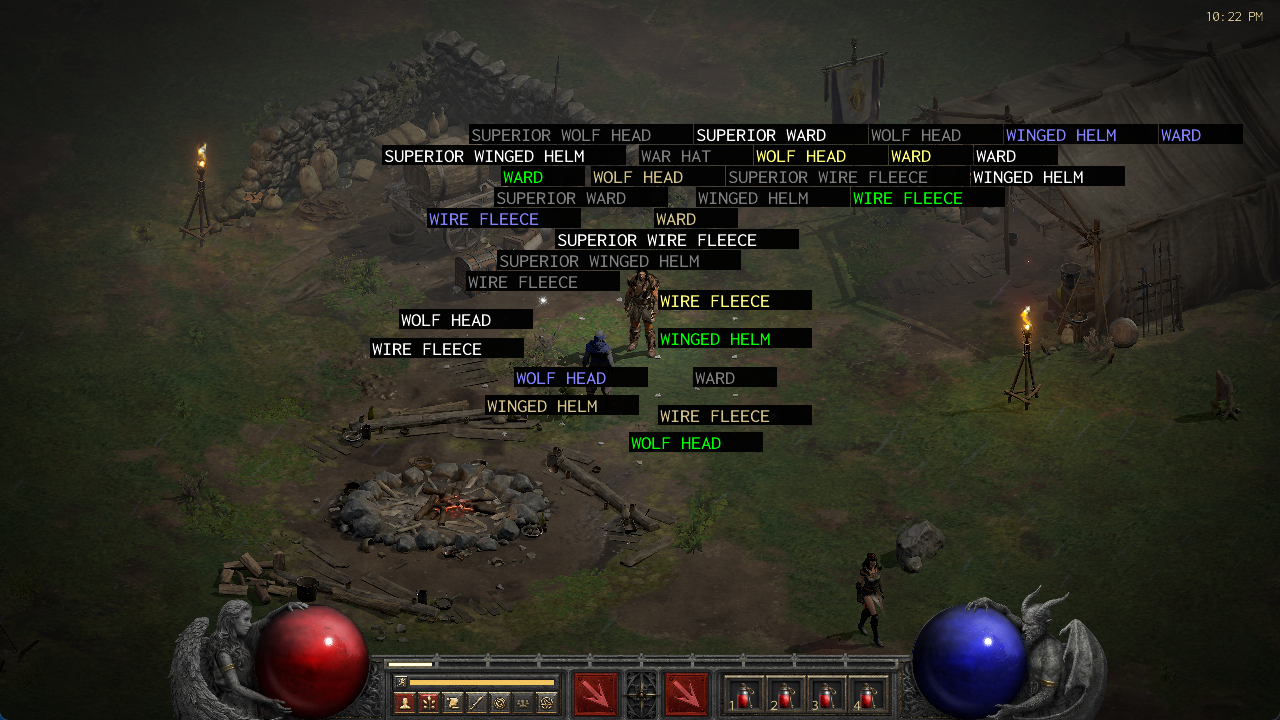 10:22 PM
SUPERIOR WOLF HEAD SUPERIOR WARD WOLF HEAD WINGED HELM WARD
SUPERIOR WINGED HELM WAR HAT WOLF HEAD WARD WARD
WARD WOLF HEAD SUPERIOR WIRE FLEECE WINGED HELM
SUPERIOR WARD WINGED HELM WIRE FLEECE
WIRE FLEECE WARD
SUPERIOR WIRE FLEECE
SUPERIOR WINGED HELM
WIRE FLEECE
WIRE FLEECE
WOLF HEAD
WINGED HELM
WIRE FLEECE
WOLF HEAD WARD
WINGED HELM
WIRE FLEECE
WOLF HEAD
1 2 3 4